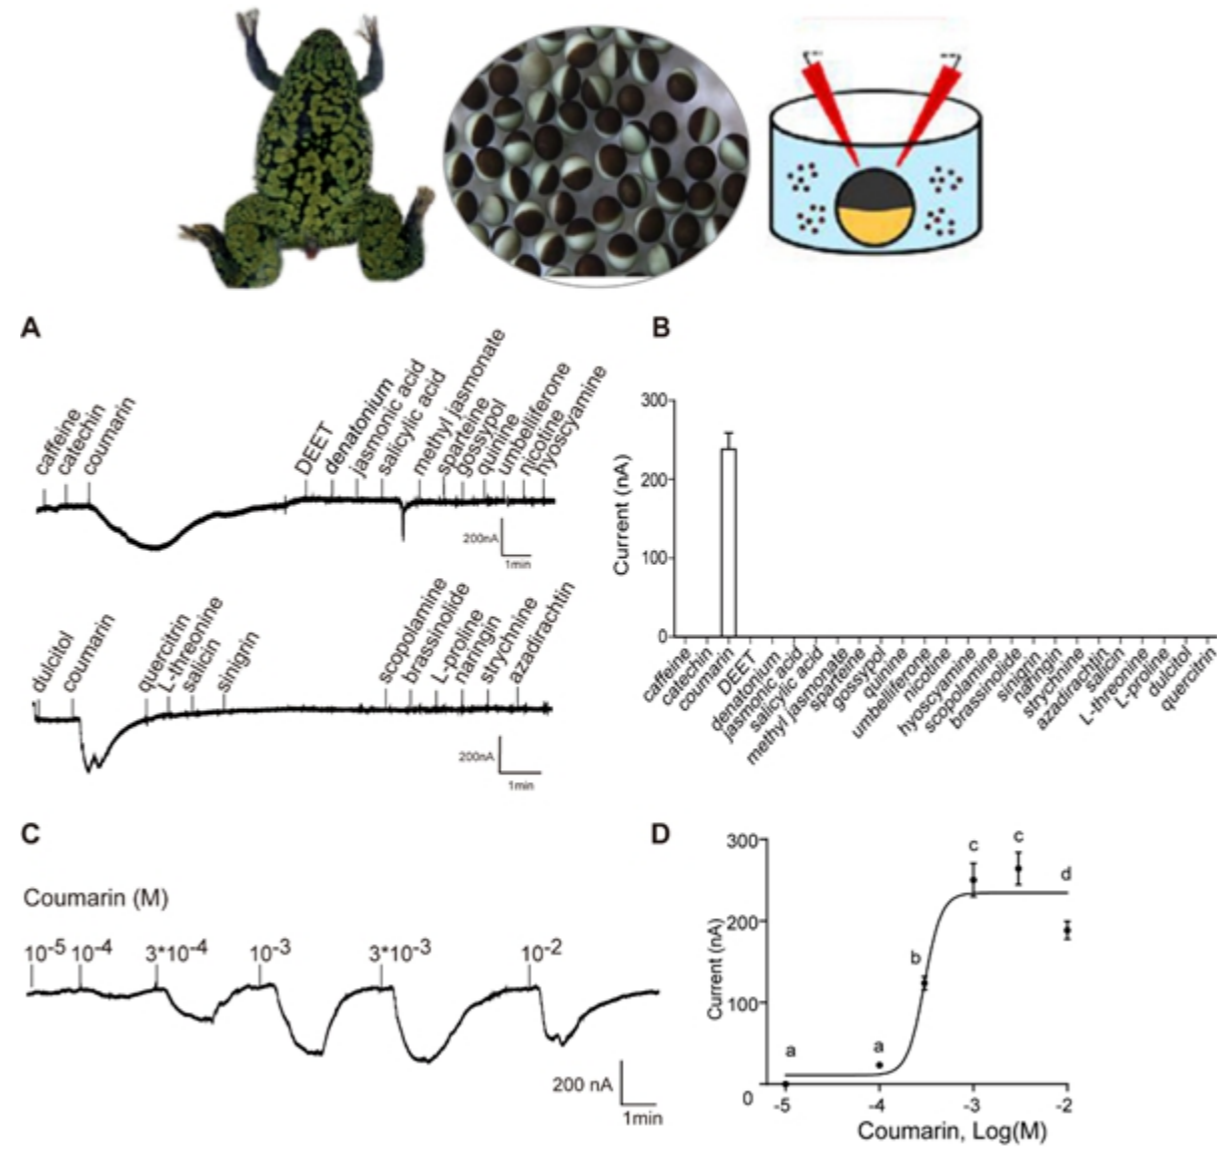 A
caffeine
catechin
coumarin
DEET
denatonium
jasmonic acid
salicylic acid
methyl jasmonate
sparteine
gossypol
quinine
umbelliferone
nicotine
hyoscyamine
200nA
1min
dulcitol
coumarin
quercitrin
L-threonine
salicin
sinigrin
scopolamine
brassinolide
L-proline
naringin
strychnine
azadirachtin
200nA
1min
B
Current (nA)
300
200
100
0
caffeine
catechin
coumarin
DEET
denatonium
jasmonic acid
salicylic acid
methyl jasmonate
sparteine
gossypol
quinine
umbelliferone
nicotine
hyoscyamine
scopolamine
brassinolide
sinigrin
naringin
strychnine
azadirachtin
salicin
L-threonine
L-proline
dulcitol
quercitrin
C
Coumarin (M)
10-5 10-4 3*10-4 10-3 3*10-3 10-2
200 nA
1min
D
Current (nA)
300
200
100
0
a a b c c d
-5 -4 -3 -2
Coumarin, Log(M)